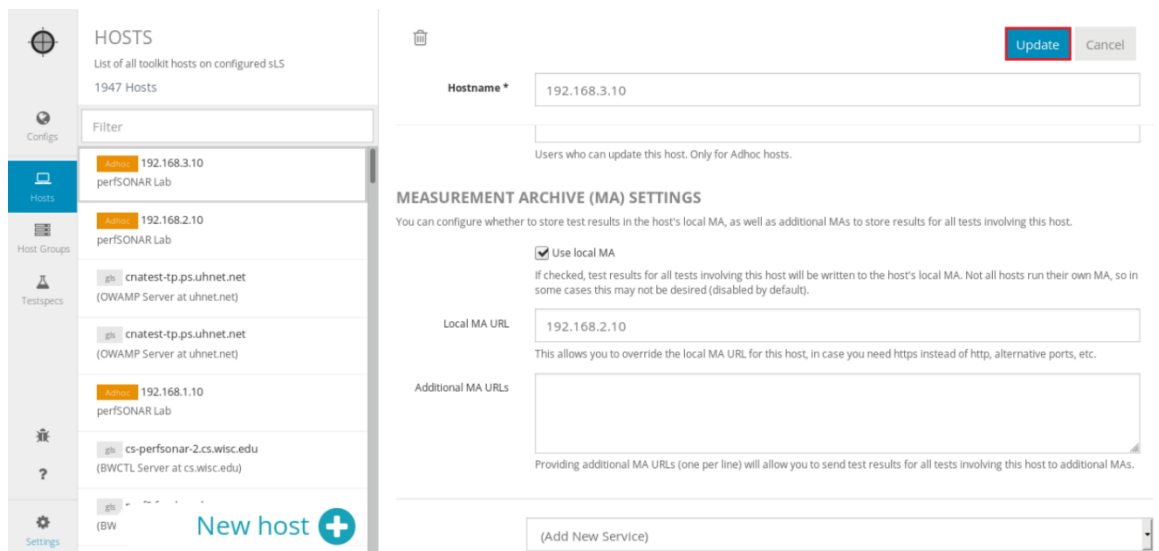 Configs
Hosts
Host Groups
Testspecs
?
Settings
HOSTS
List of all toolkit hosts on configured sLS
1947 Hosts
Filter
Adhoc 192.168.3.10
perfSONAR Lab
Adhoc 192.168.2.10
perfSONAR Lab
gls cnatest-tp.ps.uhnet.net
(OWAMP Server at uhnet.net)
gls cnatest-tp.ps.uhnet.net
(OWAMP Server at uhnet.net)
Adhoc 192.168.1.10
perfSONAR Lab
gls cs-perfsonar-2.cs.wisc.edu
(BWCTL Server at cs.wisc.edu)
gls
(BW
New host
Update
Cancel
Hostname *
192.168.3.10
Users who can update this host. Only for Adhoc hosts.
MEASUREMENT ARCHIVE (MA) SETTINGS
You can configure whether to store test results in the host's local MA, as well as additional MAs to store results for all tests involving this host.
Use local MA
If checked, test results for all tests involving this host will be written to the host's local MA. Not all hosts run their own MA, so in
some cases this may not be desired (disabled by default).
Local MA URL
192.168.2.10
This allows you to override the local MA URL for this host, in case you need https instead of http, alternative ports, etc.
Additional MA URLs
Providing additional MA URLs (one per line) will allow you to send test results for all tests involving this host to additional MAs.
(Add New Service)